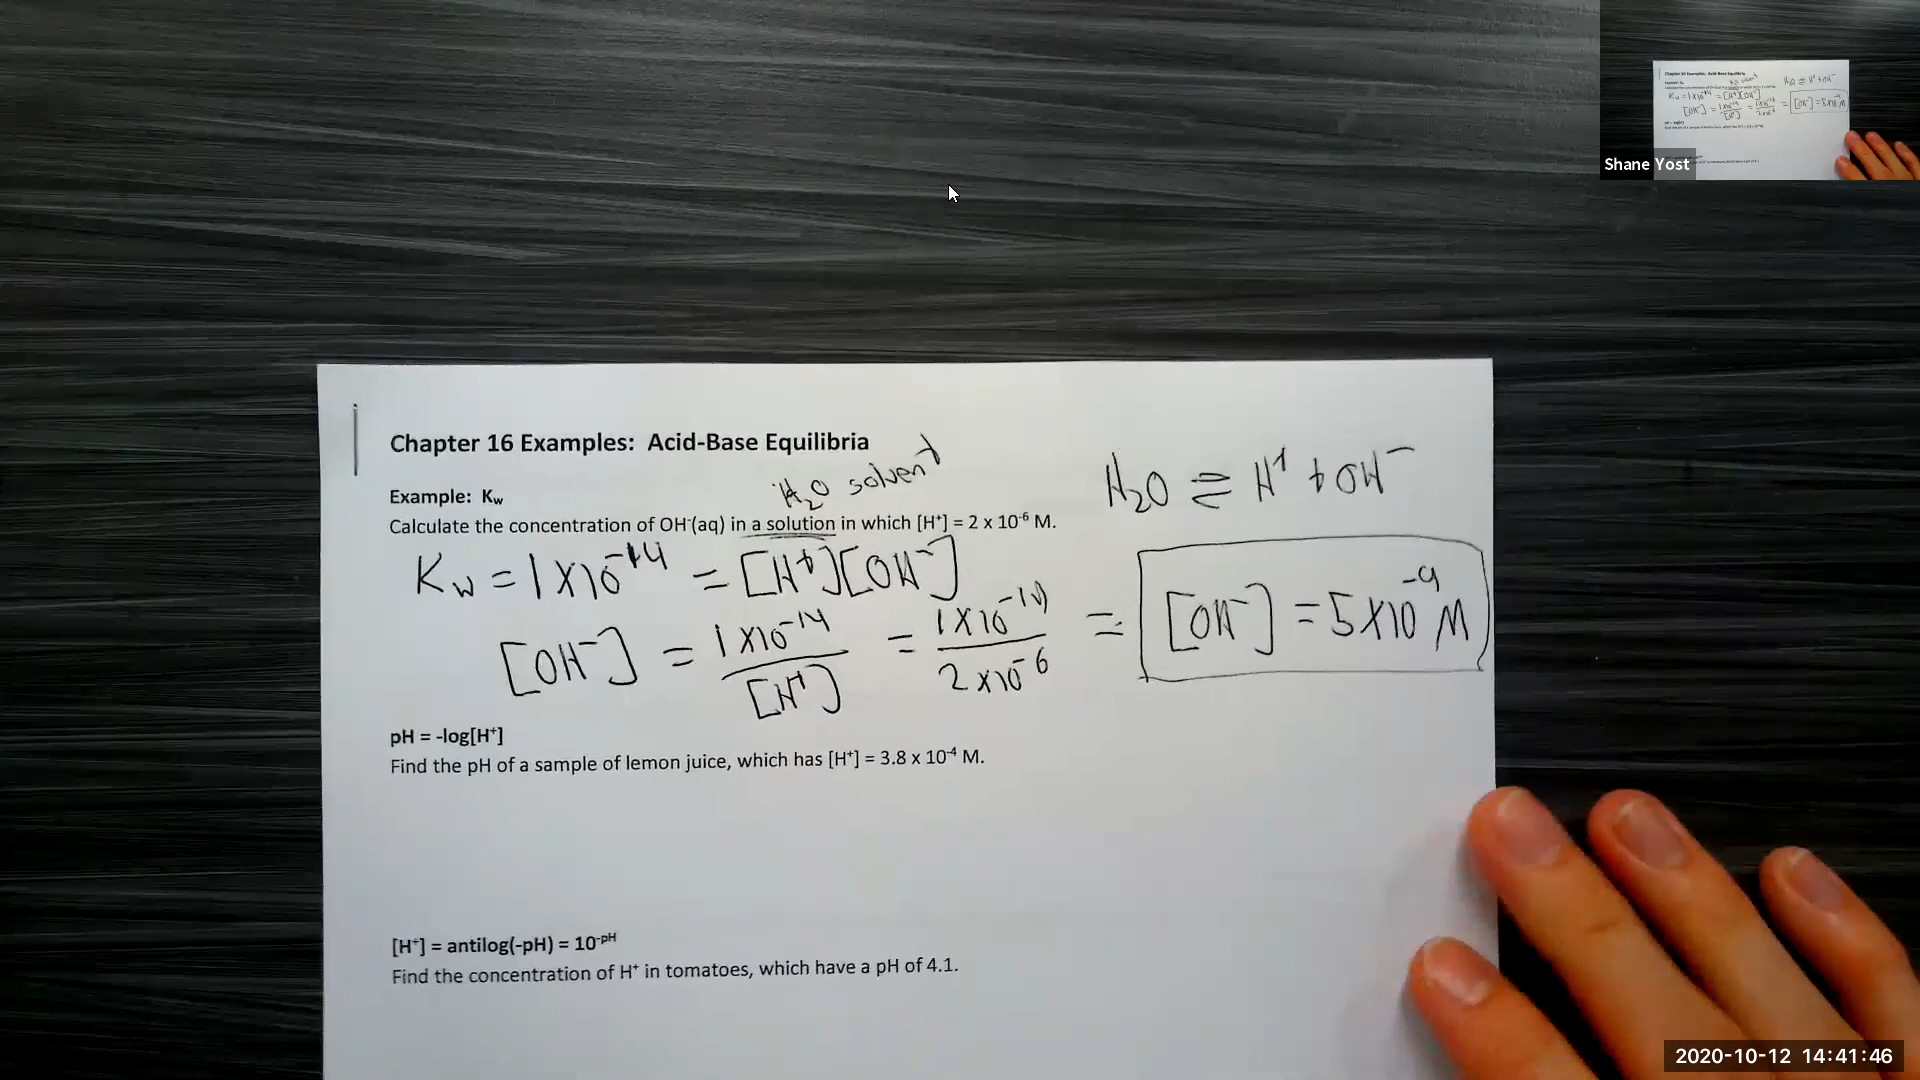 Shane Yost
Chapter 16 Examples: Acid-Base Equilibria
H₂O solvent
H₂O ⇌ H⁺ + OH⁻
Example: Kw
Calculate the concentration of OH⁻(aq) in a solution in which [H⁺] = 2 x 10⁻⁶ M.
Kw = 1 x 10⁻¹⁴ = [H⁺][OH⁻]
[OH⁻] = 1 x 10⁻¹⁴ / [H⁺] = 1 x 10⁻¹⁴ / 2 x 10⁻⁶ = [OH⁻] = 5 x 10⁻⁹ M
pH = -log[H⁺]
Find the pH of a sample of lemon juice, which has [H⁺] = 3.8 x 10⁻⁴ M.
[H⁺] = antilog(-pH) = 10⁻ᵖᴴ
Find the concentration of H⁺ in tomatoes, which have a pH of 4.1.
2020-10-12 14:41:46